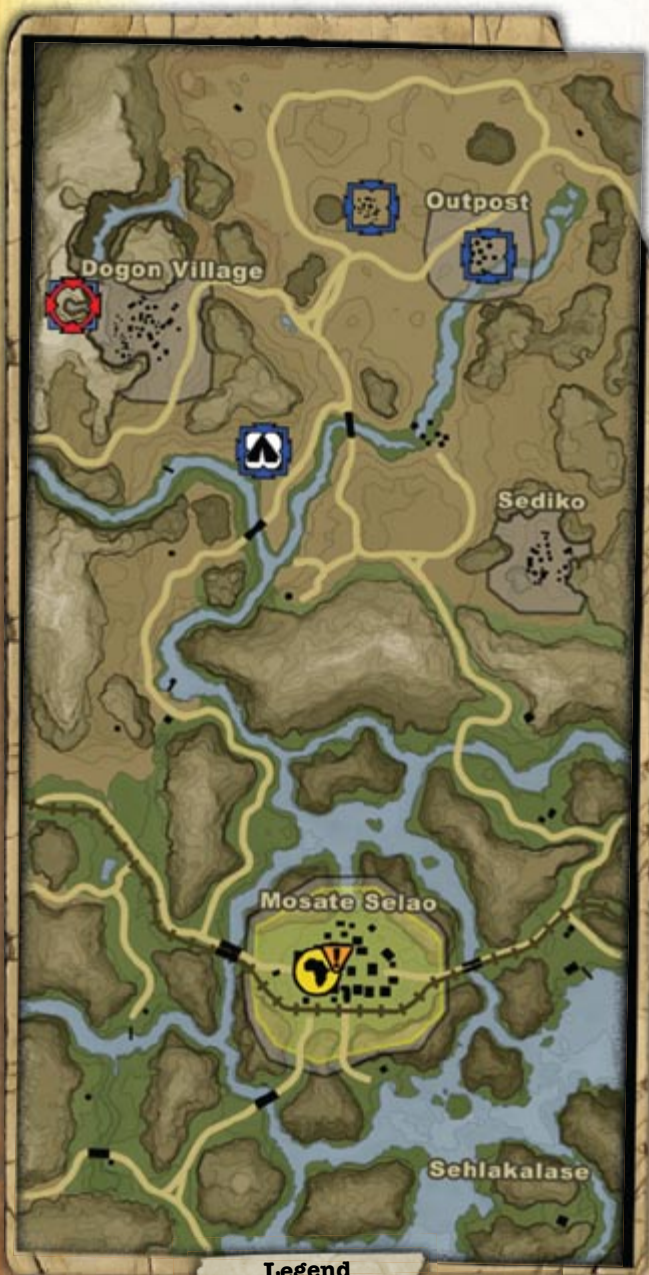 Outpost
Dogon Village
Sediko
Mosate Selao
Sehlakalase
Legend